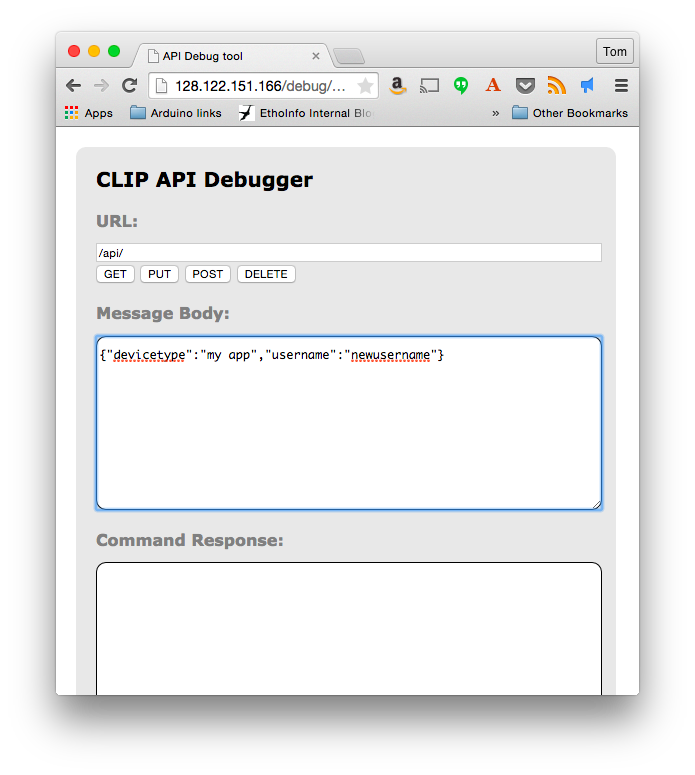 API Debug tool
Tom
128.122.151.166/debug/...
Apps
Arduino links
EthoInfo Internal Blo
»
Other Bookmarks
CLIP API Debugger
URL:
/api/
GET PUT POST DELETE
Message Body:
{"devicetype":"my app","username":"newusername"}
Command Response: